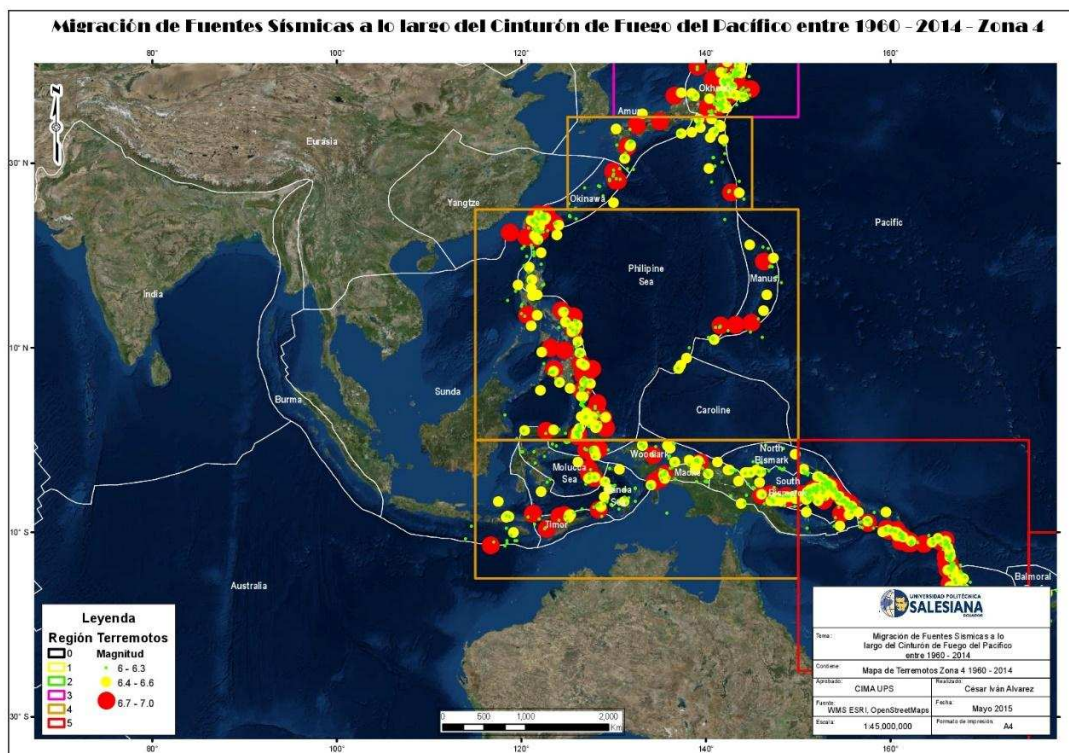 Migración de Fuentes Sísmicas a lo largo del Cinturón de Fuego del Pacífico entre 1960 - 2014 - Zona 4
80° 100° 120° 140° 160°
N
Okho
Amur
Eurasia
30° N
Yangtze
Okinawa
Pacific
Philipine
Sea
Manus
India
10° N
Sunda
Burma
Caroline
North
Bismark
Woodlark
Molucca
Sea
South
Timor
10° S
Australia
Balmoral
Leyenda
Región Terremotos
0 Magnitud
1 6 - 6.3
2 6.4 - 6.6
3
4 6.7 - 7.0
5
0 500 1,000 2,000
Km
UNIVERSIDAD POLITÉCNICA
SALESIANA
ECUADOR
Tema: Migración de Fuentes Sísmicas a lo
largo del Cinturón de Fuego del Pacífico
entre 1960 - 2014
Contiene: Mapa de Terremotos Zona 4 1960 - 2014
Aprobado: CIMA UPS Realizado: César Iván Alvarez
Fuente: WMS ESRI, OpenStreetMaps Fecha: Mayo 2015
Escala: 1:45,000,000 Formato de Impresión: A4
30° S
80° 100° 120° 140° 160°